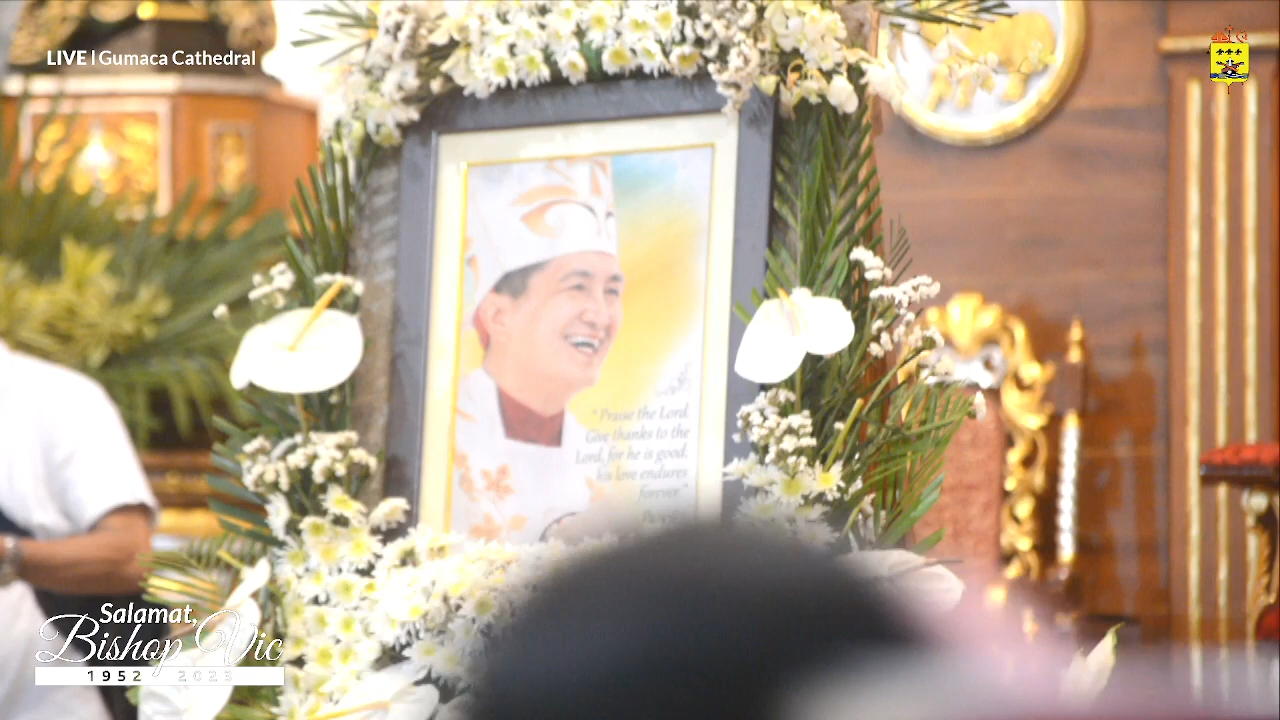 LIVE | Gumaca Cathedral
"Praise the Lord.
Give thanks to the
Lord, for he is good;
his love endures
forever"
Salamat,
Bishop Vic
1952 2023